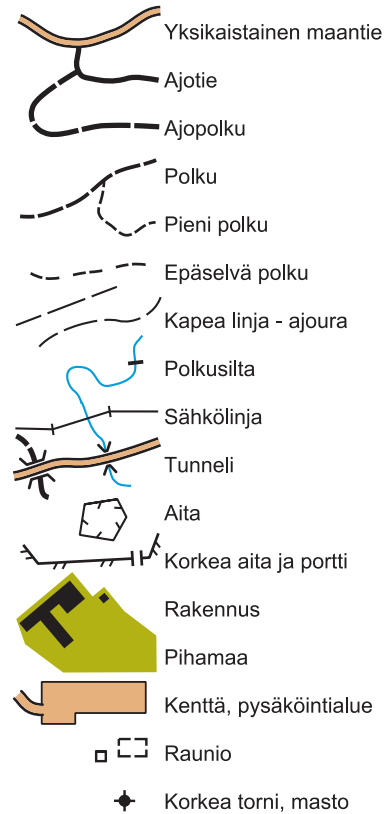 Yksikaistainen maantie
Ajotie
Ajopolku
Polku
Pieni polku
Epäselvä polku
Kapea linja - ajoura
Polkusilta
Sähkölinja
Tunneli
Aita
Korkea aita ja portti
Rakennus
Pihamaa
Kenttä, pysäköintialue
Raunio
Korkea torni, masto